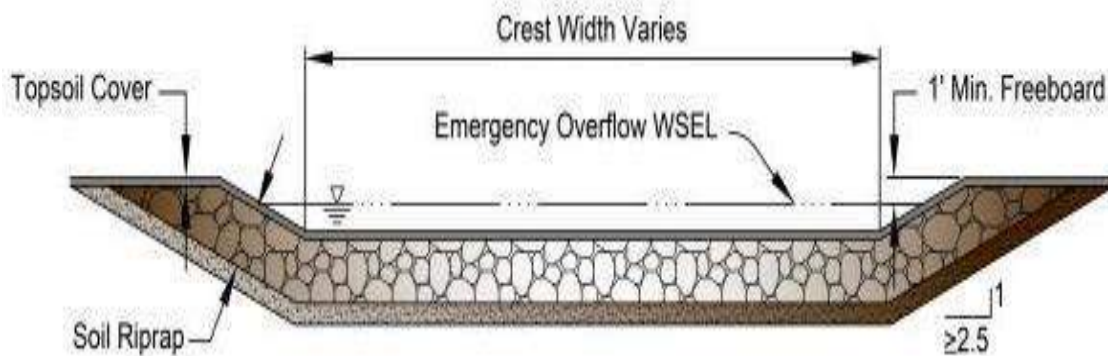 Crest Width Varies
Topsoil Cover
1' Min. Freeboard
Emergency Overflow WSEL
Soil Riprap
1
≥2.5